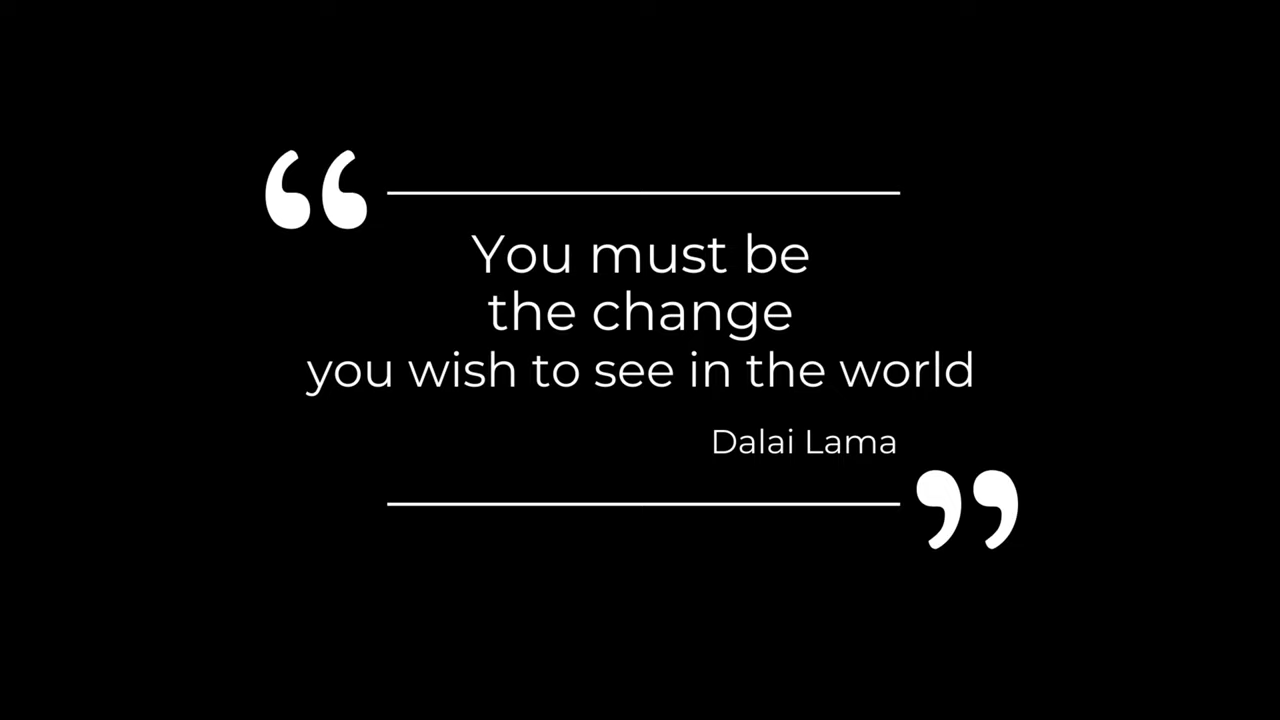 “
You must be
the change
you wish to see in the world
Dalai Lama
”